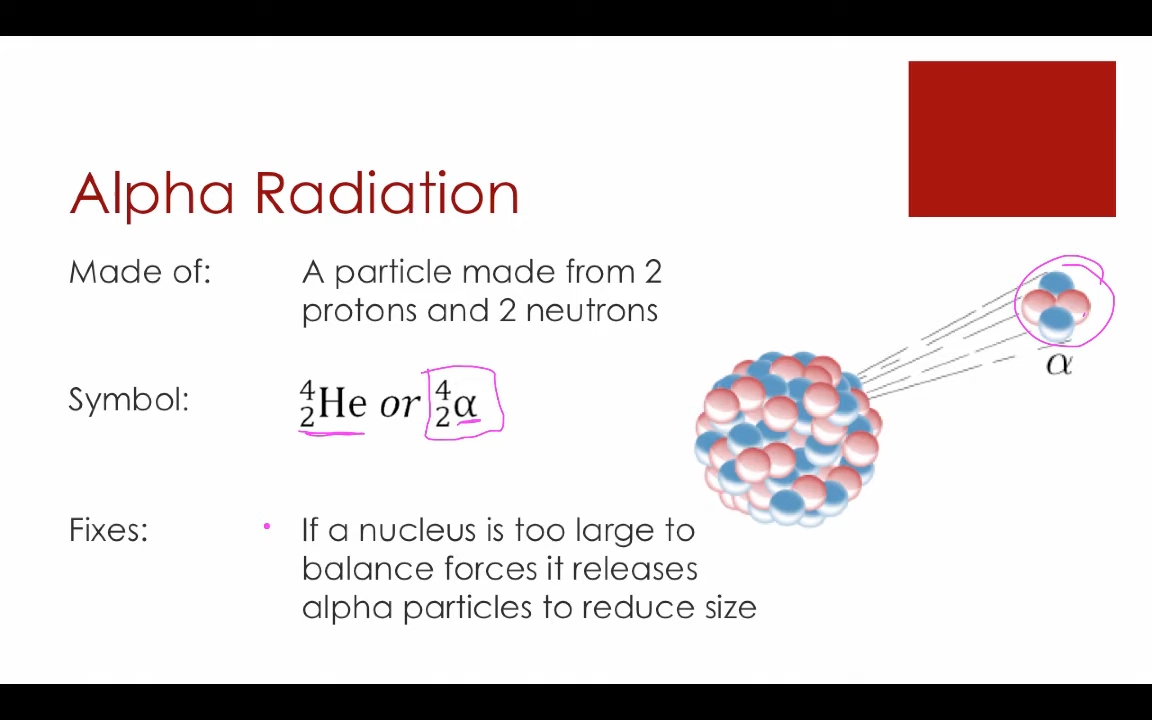 Alpha Radiation
Made of: A particle made from 2
protons and 2 neutrons
α
Symbol: ⁴₂He or ⁴₂α
Fixes: If a nucleus is too large to
balance forces it releases
alpha particles to reduce size